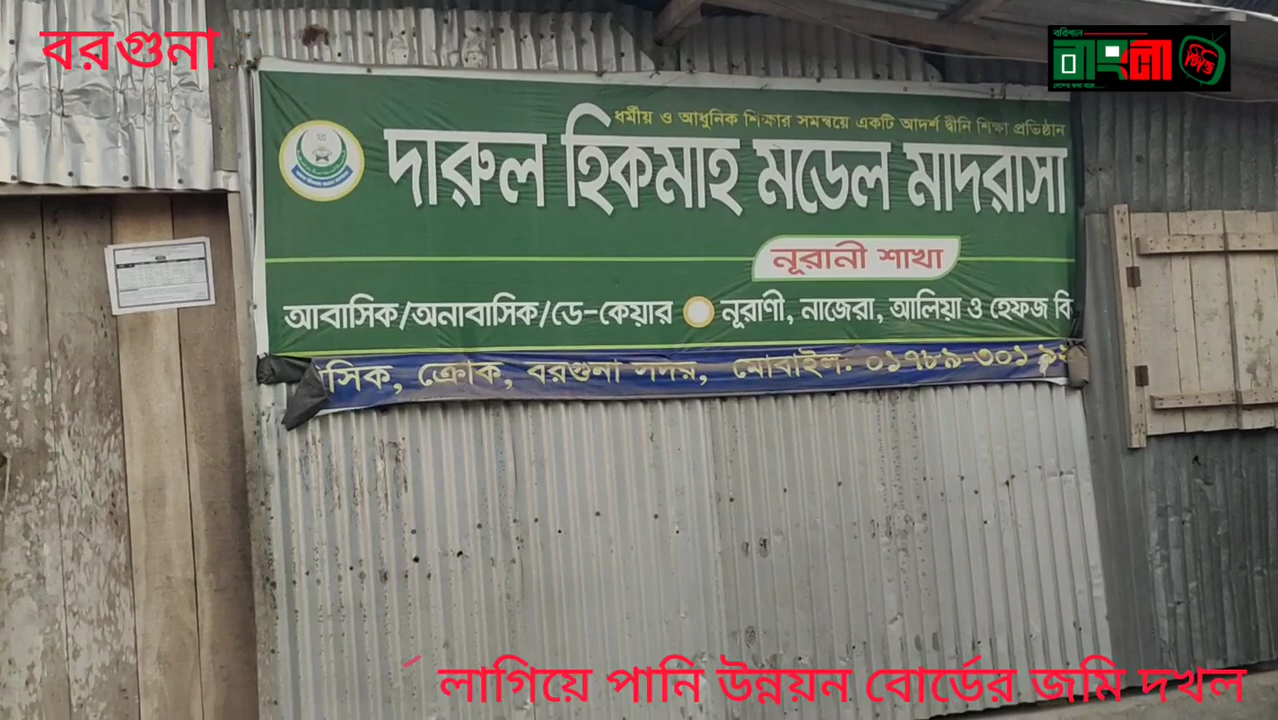 বরগুনা
বরিশাল
বাংলা টিভি
ধর্মীয় ও আধুনিক শিক্ষার সমন্বয়ে একটি আদর্শ দ্বীনি শিক্ষা প্রতিষ্ঠান
দারুল হিকমাহ মডেল মাদরাসা
নূরানী শাখা
আবাসিক/অনাবাসিক/ডে-কেয়ার নূরাণী, নাজেরা, আলিয়া ও হেফজ বি
সিক, ক্রোক, বরগুনা সদর, মোবাইল: ০১৭৮৯-৩০১
লাগিয়ে পানি উন্নয়ন বোর্ডের জমি দখল